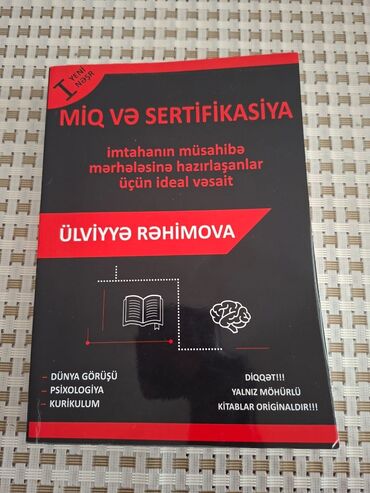 I YENİ
NƏŞR
MİQ VƏ SERTİFİKASİYA
imtahanın müsahibə
mərhələsinə hazırlaşanlar
üçün ideal vəsait
ÜLVİYYƏ RƏHİMOVA
– DÜNYA GÖRÜŞÜ
– PSİXOLOGİYA
– KURİKULUM
DİQQƏT!!!
YALNIZ MÖHÜRLÜ
KİTABLAR ORİGİNALDIR!!!